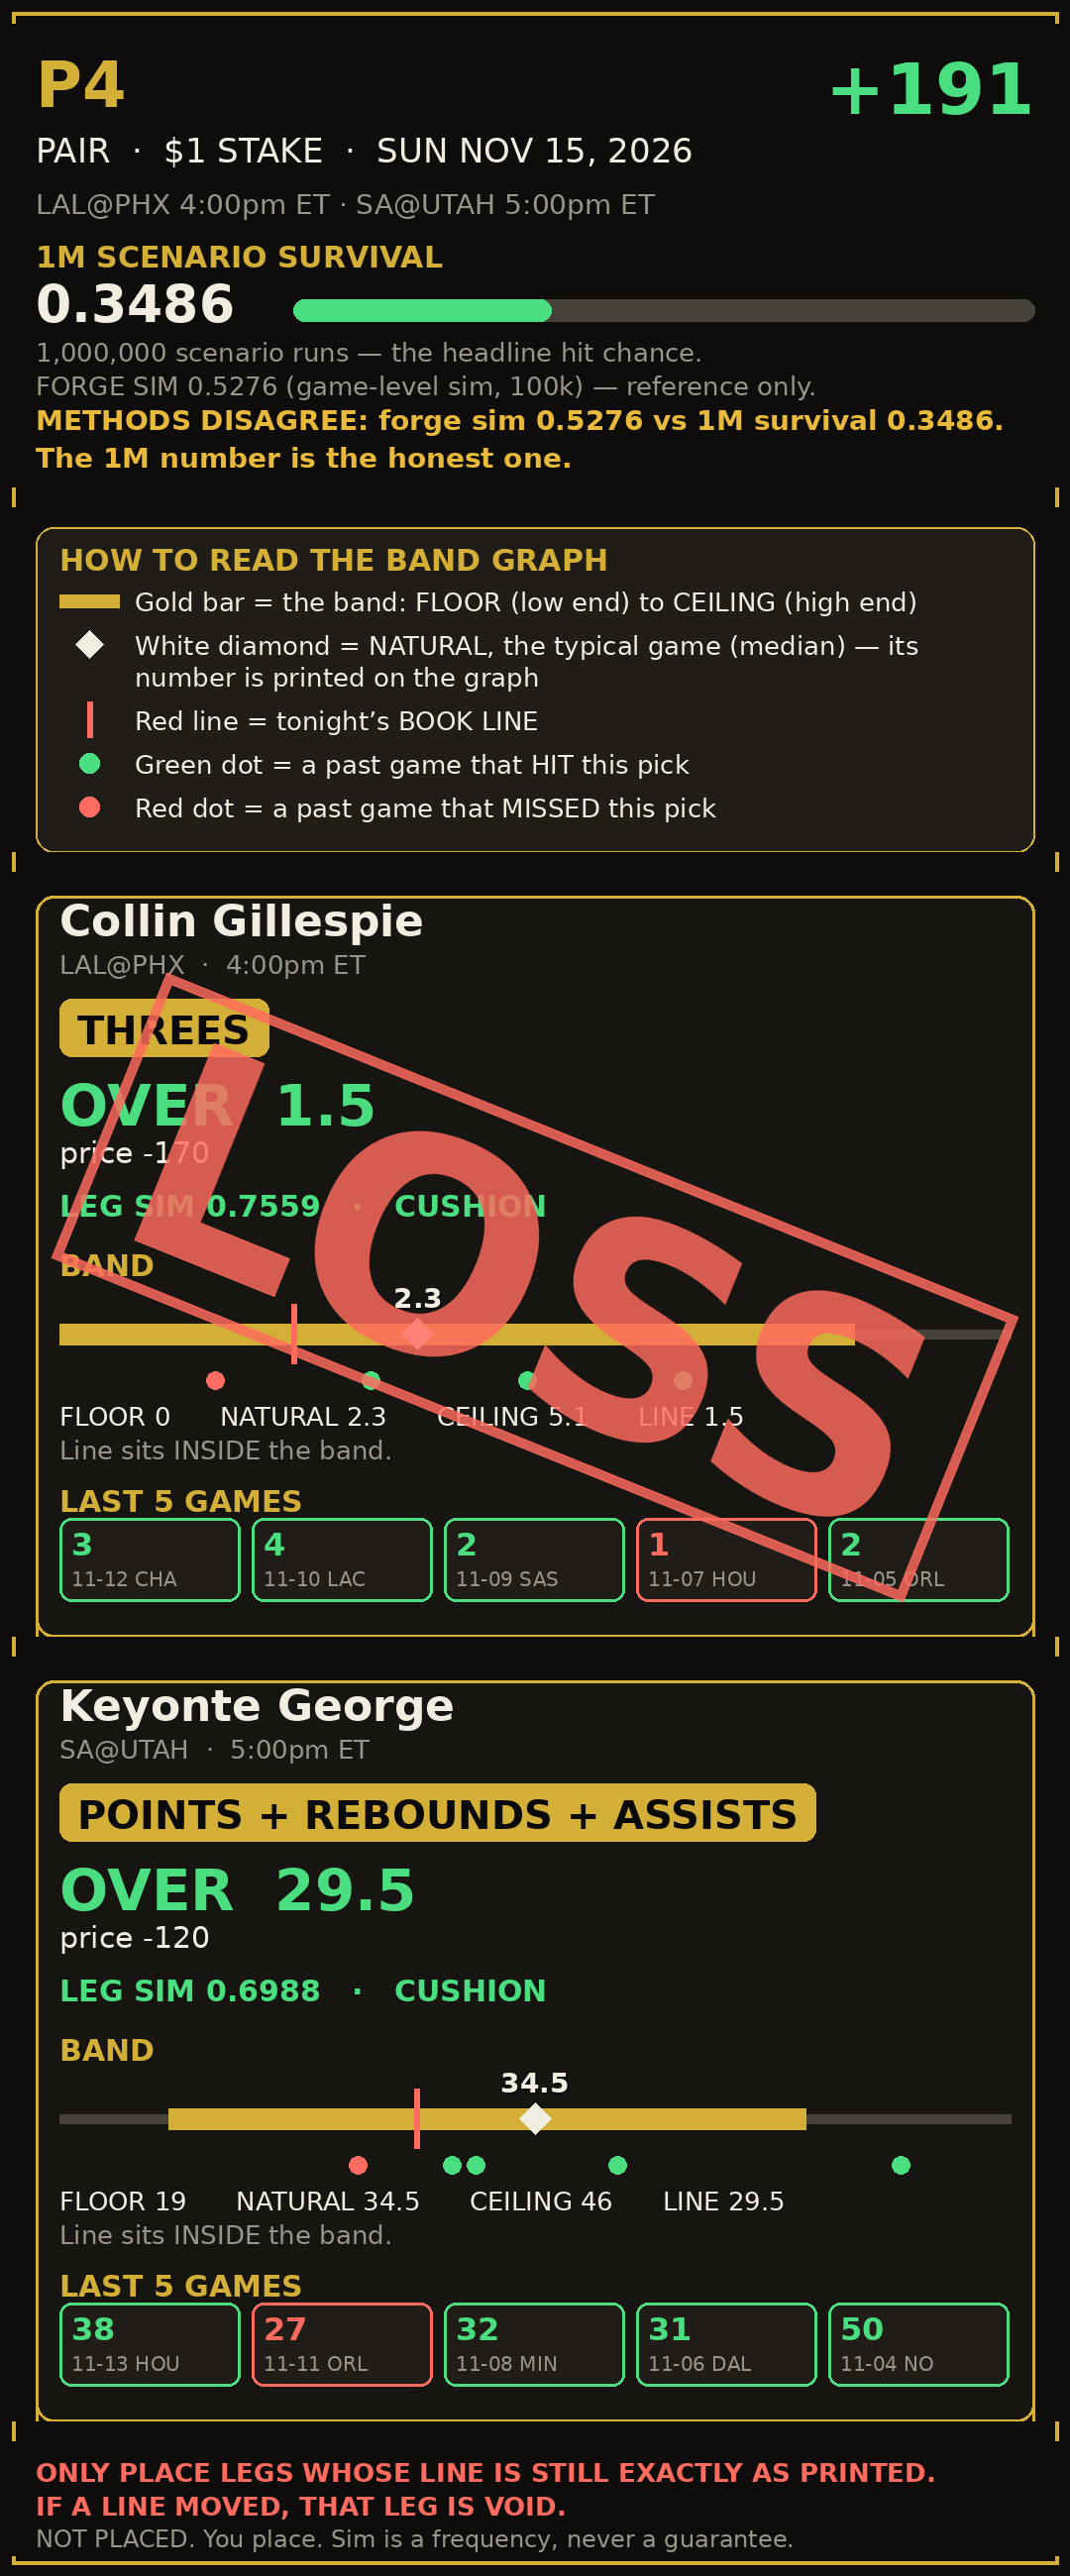 P4
+191
PAIR · $1 STAKE · SUN NOV 15, 2026
LAL@PHX 4:00pm ET · SA@UTAH 5:00pm ET
1M SCENARIO SURVIVAL
0.3486
1,000,000 scenario runs — the headline hit chance.
FORGE SIM 0.5276 (game-level sim, 100k) — reference only.
METHODS DISAGREE: forge sim 0.5276 vs 1M survival 0.3486.
The 1M number is the honest one.
HOW TO READ THE BAND GRAPH
Gold bar = the band: FLOOR (low end) to CEILING (high end)
White diamond = NATURAL, the typical game (median) — its
number is printed on the graph
Red line = tonight’s BOOK LINE
Green dot = a past game that HIT this pick
Red dot = a past game that MISSED this pick
Collin Gillespie
LAL@PHX · 4:00pm ET
THREES
OVER 1.5
price -170
LEG SIM 0.7559 · CUSHION
BAND
2.3
LOSS
FLOOR 0 NATURAL 2.3 CEILING 5.1 LINE 1.5
Line sits INSIDE the band.
LAST 5 GAMES
3 4 2 1 2
11-12 CHA 11-10 LAC 11-09 SAS 11-07 HOU 11-05 ORL
Keyonte George
SA@UTAH · 5:00pm ET
POINTS + REBOUNDS + ASSISTS
OVER 29.5
price -120
LEG SIM 0.6988 · CUSHION
BAND
34.5
FLOOR 19 NATURAL 34.5 CEILING 46 LINE 29.5
Line sits INSIDE the band.
LAST 5 GAMES
38 27 32 31 50
11-13 HOU 11-11 ORL 11-08 MIN 11-06 DAL 11-04 NO
ONLY PLACE LEGS WHOSE LINE IS STILL EXACTLY AS PRINTED.
IF A LINE MOVED, THAT LEG IS VOID.
NOT PLACED. You place. Sim is a frequency, never a guarantee.